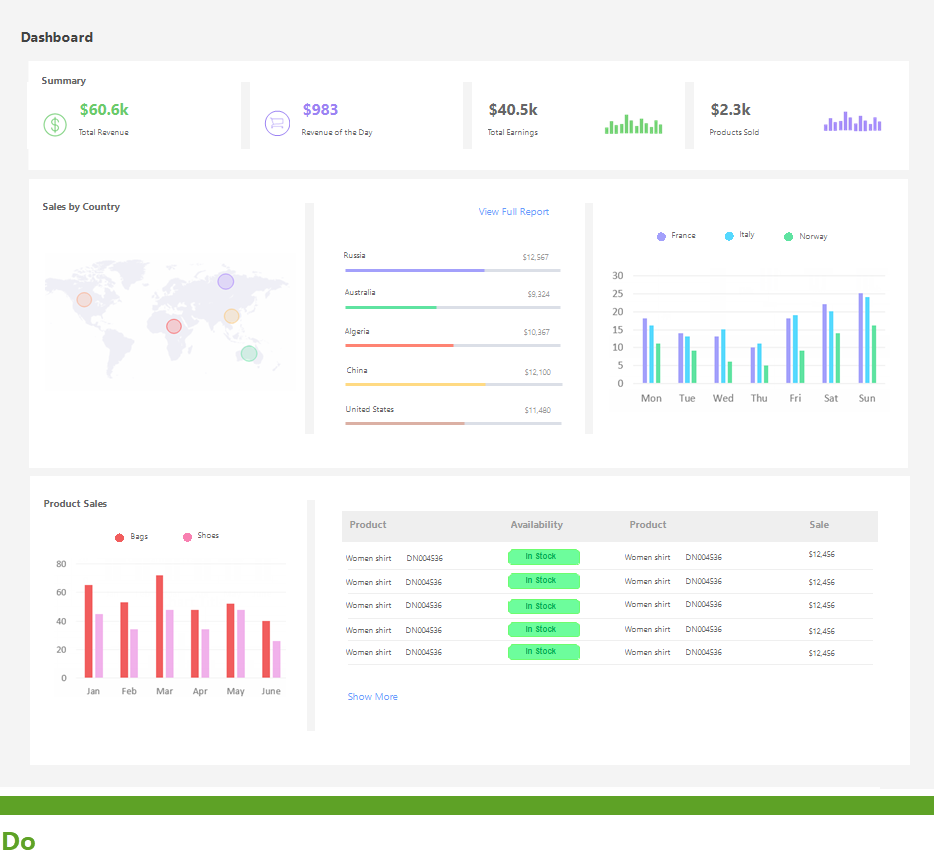 Dashboard
Summary
$60.6k
Total Revenue
$983
Revenue of the Day
$40.5k
Total Earnings
$2.3k
Products Sold
Sales by Country
View Full Report
Russia $12,567
Australia $9,324
Algeria $10,367
China $12,100
United States $11,480
France Italy Norway
30
25
20
15
10
5
0
Mon Tue Wed Thu Fri Sat Sun
Product Sales
Bags Shoes
80
60
40
20
0
Jan Feb Mar Apr May June
Product Availability Product Sale
Women shirt DN004536 In Stock Women shirt DN004536 $12,456
Women shirt DN004536 In Stock Women shirt DN004536 $12,456
Women shirt DN004536 In Stock Women shirt DN004536 $12,456
Women shirt DN004536 In Stock Women shirt DN004536 $12,456
Women shirt DN004536 In Stock Women shirt DN004536 $12,456
Show More
Do